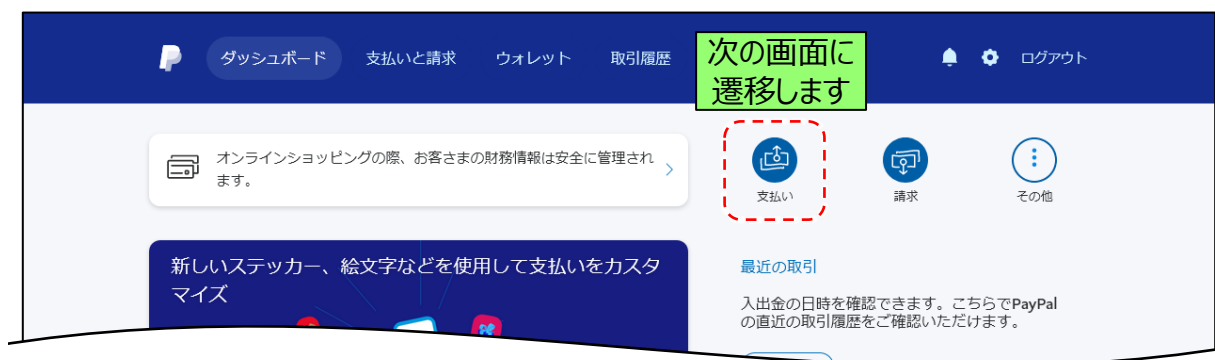 ダッシュボード 支払いと請求 ウォレット 取引履歴 ログアウト
次の画面に
遷移します
オンラインショッピングの際、お客さまの財務情報は安全に管理され
ます。
支払い 請求 その他
新しいステッカー、絵文字などを使用して支払いをカスタ
マイズ
最近の取引
入出金の日時を確認できます。こちらでPayPal
の直近の取引履歴をご確認いただけます。